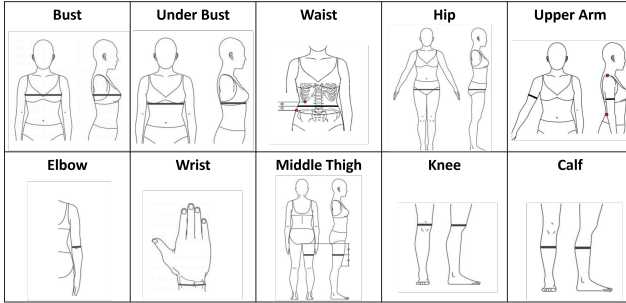 Bust
Under Bust
Waist
Hip
Upper Arm
Elbow
Wrist
Middle Thigh
Knee
Calf